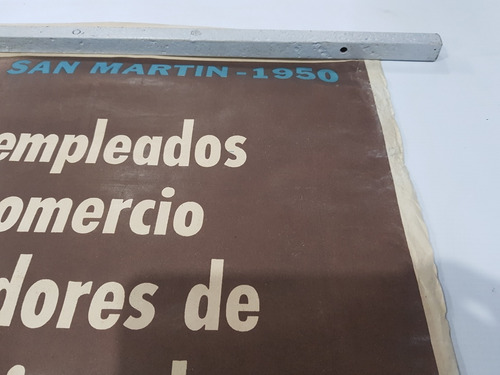 SAN MARTIN - 1950
empleados
omercio
dores de